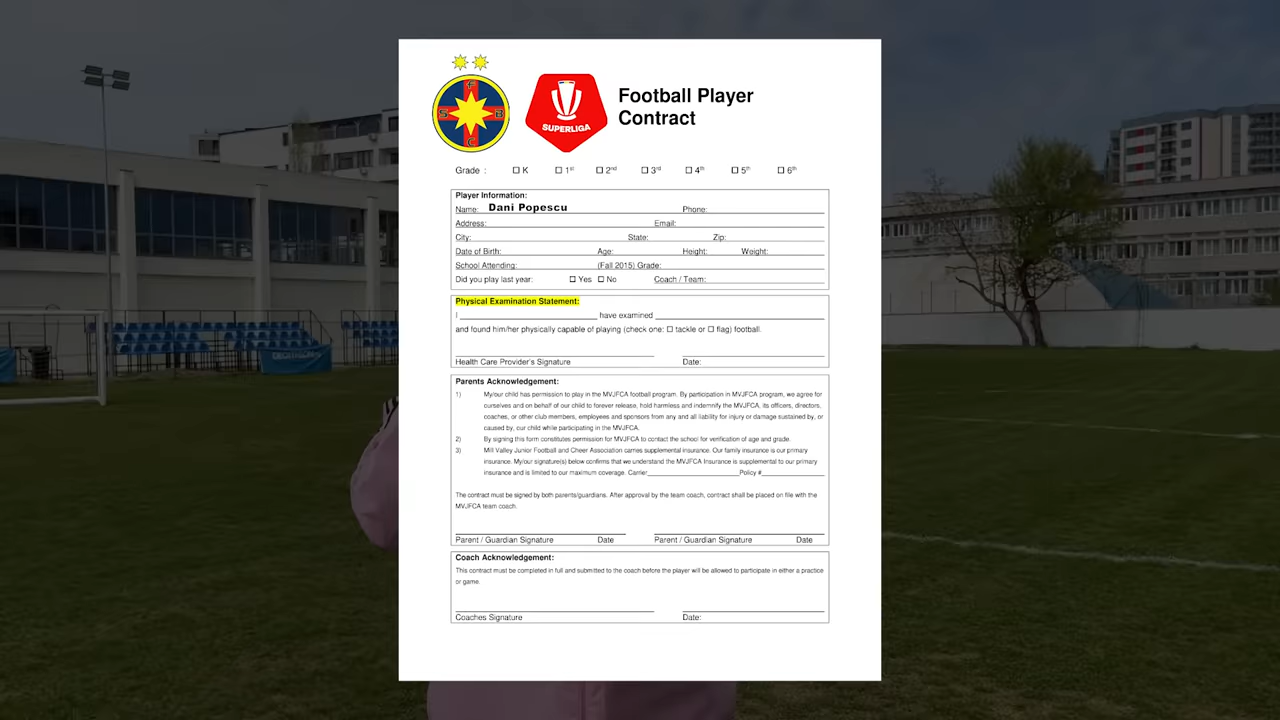 F
S B
C
SUPERLIGA
Football Player
Contract
Grade : ☐ K ☐ 1st ☐ 2nd ☐ 3rd ☐ 4th ☐ 5th ☐ 6th
Player Information:
Name: Dani Popescu Phone:
Address: Email:
City: State: Zip:
Date of Birth: Age: Height: Weight:
School Attending: (Fall 2015) Grade:
Did you play last year: ☐ Yes ☐ No Coach / Team:
Physical Examination Statement:
I ____ have examined ____
and found him/her physically capable of playing (check one: ☐ tackle or ☐ flag) football.
Health Care Provider's Signature Date:
Parents Acknowledgement:
1) My/our child has permission to play in the MVJFCA football program. By participation in MVJFCA program, we agree for
ourselves and on behalf of our child to forever release, hold harmless and indemnify the MVJFCA, its officers, directors,
coaches, or other club members, employees and sponsors from any and all liability for injury or damage sustained by, or
caused by, our child while participating in the MVJFCA.
2) By signing this form constitutes permission for MVJFCA to contact the school for verification of age and grade.
3) Mill Valley Junior Football and Cheer Association carries supplemental insurance. Our family insurance is our primary
insurance. My/our signature(s) below confirms that we understand the MVJFCA Insurance is supplemental to our primary
insurance and is limited to our maximum coverage. Carrier____Policy #____
The contract must be signed by both parents/guardians. After approval by the team coach, contract shall be placed on file with the
MVJFCA team coach.
Parent / Guardian Signature Date Parent / Guardian Signature Date
Coach Acknowledgement:
This contract must be completed in full and submitted to the coach before the player will be allowed to participate in either a practice
or game.
Coaches Signature Date:
DECATHLON